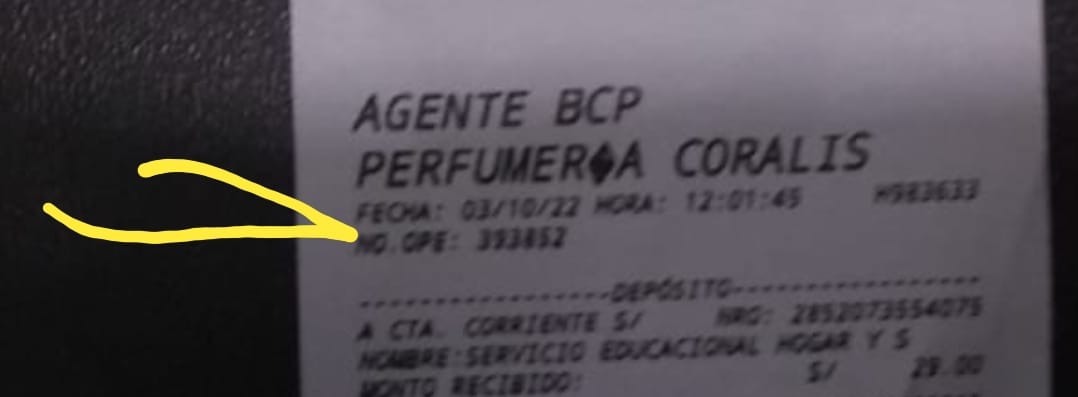 AGENTE BCP
PERFUMER�A CORALIS
FECHA: 03/10/22 HORA: 12:01:45 H983633
NO.OPE: 393852
------------------DEPÓSITO-----------------
A CTA. CORRIENTE S/ NRO: 2852073554075
NOMBRE:SERVICIO EDUCACIONAL HOGAR Y S
MONTO RECIBIDO: S/ 29.00